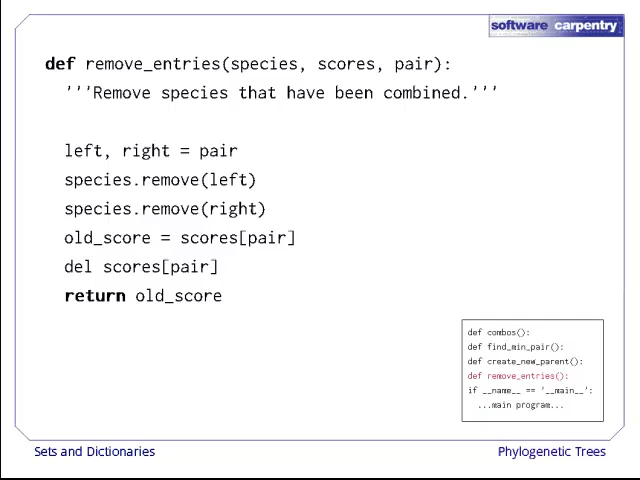 software carpentry
def remove_entries(species, scores, pair):
'''Remove species that have been combined.'''
left, right = pair
species.remove(left)
species.remove(right)
old_score = scores[pair]
del scores[pair]
return old_score
def combos():
def find_min_pair():
def create_new_parent():
def remove_entries():
if __name__ == '__main__':
...main program...
Sets and Dictionaries
Phylogenetic Trees